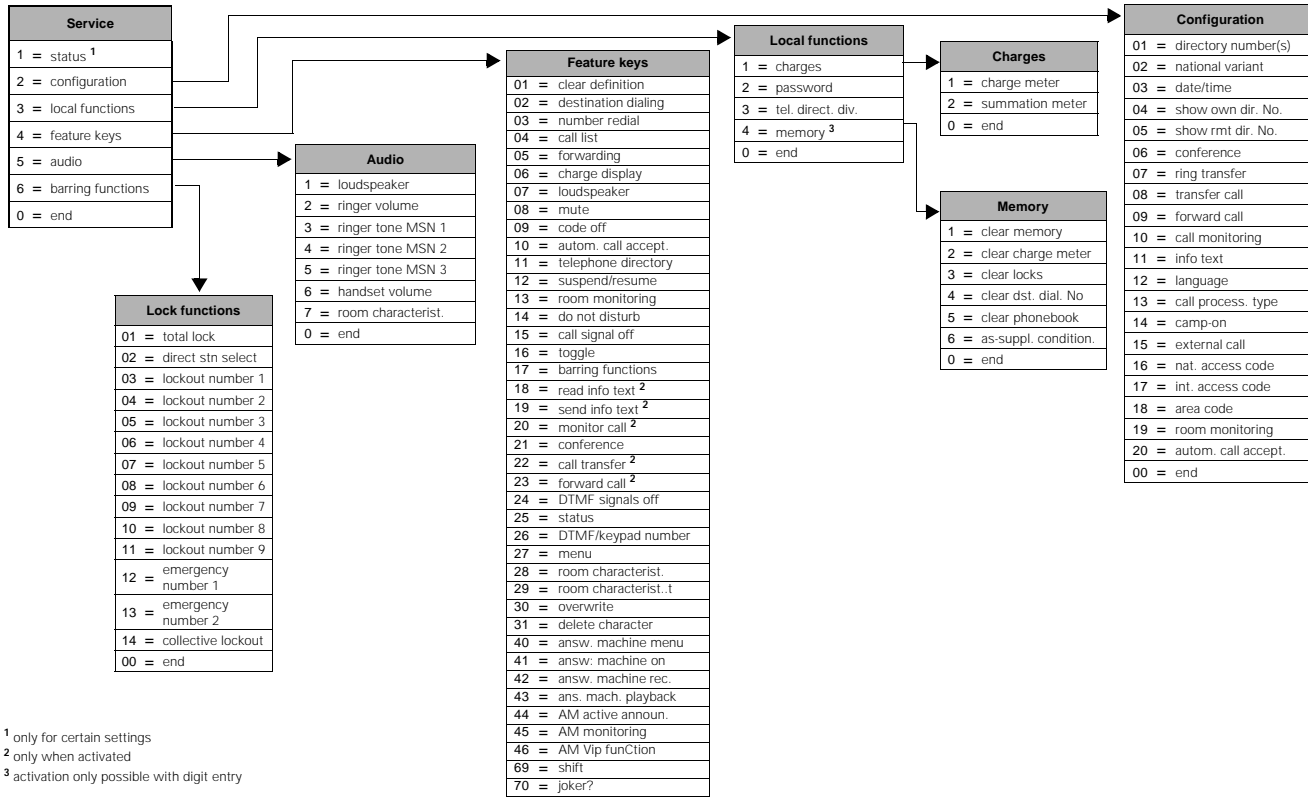 Service
1 = status 1
2 = configuration
3 = local functions
4 = feature keys
5 = audio
6 = barring functions
0 = end
Lock functions
01 = total lock
02 = direct stn select
03 = lockout number 1
04 = lockout number 2
05 = lockout number 3
06 = lockout number 4
07 = lockout number 5
08 = lockout number 6
09 = lockout number 7
10 = lockout number 8
11 = lockout number 9
12 = emergency
number 1
13 = emergency
number 2
14 = collective lockout
00 = end
Audio
1 = loudspeaker
2 = ringer volume
3 = ringer tone MSN 1
4 = ringer tone MSN 2
5 = ringer tone MSN 3
6 = handset volume
7 = room characterist.
0 = end
Feature keys
01 = clear definition
02 = destination dialing
03 = number redial
04 = call list
05 = forwarding
06 = charge display
07 = loudspeaker
08 = mute
09 = code off
10 = autom. call accept.
11 = telephone directory
12 = suspend/resume
13 = room monitoring
14 = do not disturb
15 = call signal off
16 = toggle
17 = barring functions
18 = read info text 2
19 = send info text 2
20 = monitor call 2
21 = conference
22 = call transfer 2
23 = forward call 2
24 = DTMF signals off
25 = status
26 = DTMF/keypad number
27 = menu
28 = room characterist.
29 = room characterist..t
30 = overwrite
31 = delete character
40 = answ. machine menu
41 = answ: machine on
42 = answ. machine rec.
43 = ans. mach. playback
44 = AM active announ.
45 = AM monitoring
46 = AM Vip funCtion
69 = shift
70 = joker?
Local functions
1 = charges
2 = password
3 = tel. direct. div.
4 = memory 3
0 = end
Charges
1 = charge meter
2 = summation meter
0 = end
Memory
1 = clear memory
2 = clear charge meter
3 = clear locks
4 = clear dst. dial. No
5 = clear phonebook
6 = as-suppl. condition.
0 = end
Configuration
01 = directory number(s)
02 = national variant
03 = date/time
04 = show own dir. No.
05 = show rmt dir. No.
06 = conference
07 = ring transfer
08 = transfer call
09 = forward call
10 = call monitoring
11 = info text
12 = language
13 = call process. type
14 = camp-on
15 = external call
16 = nat. access code
17 = int. access code
18 = area code
19 = room monitoring
20 = autom. call accept.
00 = end
1 only for certain settings
2 only when activated
3 activation only possible with digit entry